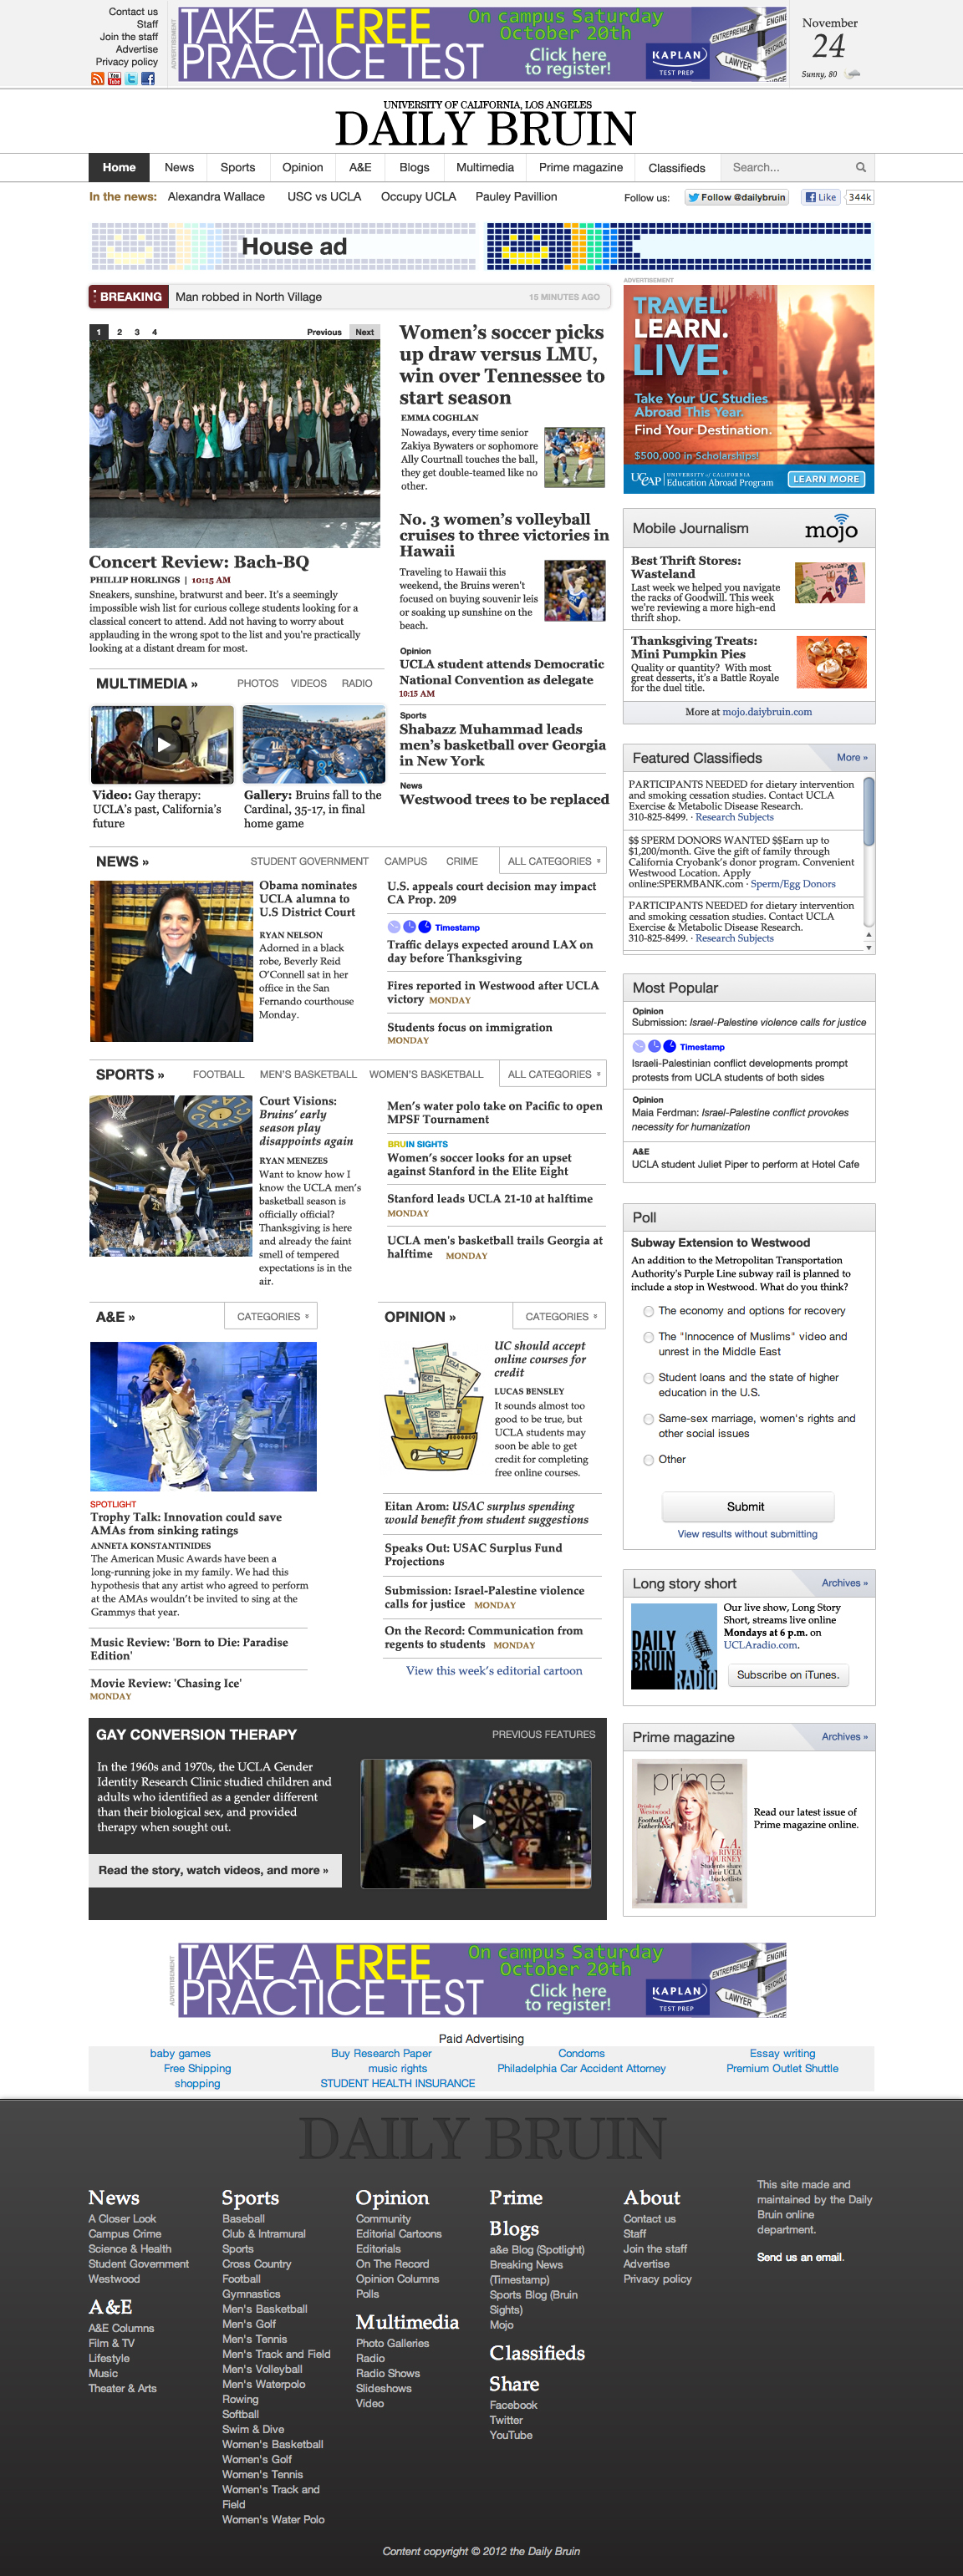 Contact us
Staff
Join the staff
Advertise
Privacy policy
ADVERTISEMENT
TAKE A FREE
PRACTICE TEST
On campus Saturday
October 20th
Click here
to register!
KAPLAN
TEST PREP
ENTREPRENEUR
LAWYER
November
24
Sunny, 80
UNIVERSITY OF CALIFORNIA, LOS ANGELES
DAILY BRUIN
Home News Sports Opinion A&E Blogs Multimedia Prime magazine Classifieds Search...
In the news: Alexandra Wallace USC vs UCLA Occupy UCLA Pauley Pavillion
Follow us: Follow @dailybruin Like 344k
House ad
BREAKING Man robbed in North Village 15 MINUTES AGO
1 2 3 4 Previous Next
Concert Review: Bach-BQ
PHILLIP HORLINGS | 10:15 AM
Sneakers, sunshine, bratwurst and beer. It's a seemingly
impossible wish list for curious college students looking for a
classical concert to attend. Add not having to worry about
applauding in the wrong spot to the list and you're practically
looking at a distant dream for most.
Women's soccer picks
up draw versus LMU,
win over Tennessee to
start season
EMMA COGHLAN
Nowadays, every time senior
Zakiya Bywaters or sophomore
Ally Courtnall touches the ball,
they get double-teamed like no
other.
No. 3 women's volleyball
cruises to three victories in
Hawaii
Traveling to Hawaii this
weekend, the Bruins weren't
focused on buying souvenir leis
or soaking up sunshine on the
beach.
Opinion
UCLA student attends Democratic
National Convention as delegate
10:15 AM
Sports
Shabazz Muhammad leads
men's basketball over Georgia
in New York
News
Westwood trees to be replaced
MULTIMEDIA » PHOTOS VIDEOS RADIO
Video: Gay therapy:
UCLA's past, California's
future
Gallery: Bruins fall to the
Cardinal, 35-17, in final
home game
NEWS » STUDENT GOVERNMENT CAMPUS CRIME ALL CATEGORIES
Obama nominates
UCLA alumna to
U.S District Court
RYAN NELSON
Adorned in a black
robe, Beverly Reid
O'Connell sat in her
office in the San
Fernando courthouse
Monday.
U.S. appeals court decision may impact
CA Prop. 209
Timestamp
Traffic delays expected around LAX on
day before Thanksgiving
Fires reported in Westwood after UCLA
victory MONDAY
Students focus on immigration
MONDAY
SPORTS » FOOTBALL MEN'S BASKETBALL WOMEN'S BASKETBALL ALL CATEGORIES
Court Visions:
Bruins' early
season play
disappoints again
RYAN MENEZES
Want to know how I
know the UCLA men's
basketball season is
officially official?
Thanksgiving is here
and already the faint
smell of tempered
expectations is in the
air.
Men's water polo take on Pacific to open
MPSF Tournament
BRUIN SIGHTS
Women's soccer looks for an upset
against Stanford in the Elite Eight
Stanford leads UCLA 21-10 at halftime
MONDAY
UCLA men's basketball trails Georgia at
halftime MONDAY
A&E » CATEGORIES
SPOTLIGHT
Trophy Talk: Innovation could save
AMAs from sinking ratings
ANNETA KONSTANTINIDES
The American Music Awards have been a
long-running joke in my family. We had this
hypothesis that any artist who agreed to perform
at the AMAs wouldn't be invited to sing at the
Grammys that year.
Music Review: 'Born to Die: Paradise
Edition'
Movie Review: 'Chasing Ice'
MONDAY
OPINION » CATEGORIES
UC should accept
online courses for
credit
LUCAS BENSLEY
It sounds almost too
good to be true, but
UCLA students may
soon be able to get
credit for completing
free online courses.
Eitan Arom: USAC surplus spending
would benefit from student suggestions
Speaks Out: USAC Surplus Fund
Projections
Submission: Israel-Palestine violence
calls for justice MONDAY
On the Record: Communication from
regents to students MONDAY
View this week's editorial cartoon
GAY CONVERSION THERAPY PREVIOUS FEATURES
In the 1960s and 1970s, the UCLA Gender
Identity Research Clinic studied children and
adults who identified as a gender different
than their biological sex, and provided
therapy when sought out.
Read the story, watch videos, and more »
ADVERTISEMENT
TRAVEL.
LEARN.
LIVE.
Take Your UC Studies
Abroad This Year.
Find Your Destination.
$500,000 in Scholarships!
UCEAP UNIVERSITY of CALIFORNIA
Education Abroad Program
LEARN MORE
Mobile Journalism mojo
Best Thrift Stores:
Wasteland
Last week we helped you navigate
the racks of Goodwill. This week
we're reviewing a more high-end
thrift shop.
Thanksgiving Treats:
Mini Pumpkin Pies
Quality or quantity? With most
great desserts, it's a Battle Royale
for the duel title.
More at mojo.daiybruin.com
Featured Classifieds More »
PARTICIPANTS NEEDED for dietary intervention
and smoking cessation studies. Contact UCLA
Exercise & Metabolic Disease Research.
310-825-8499. · Research Subjects
$$ SPERM DONORS WANTED $$Earn up to
$1,200/month. Give the gift of family through
California Cryobank's donor program. Convenient
Westwood Location. Apply
online:SPERMBANK.com · Sperm/Egg Donors
PARTICIPANTS NEEDED for dietary intervention
and smoking cessation studies. Contact UCLA
Exercise & Metabolic Disease Research.
310-825-8499. · Research Subjects
Most Popular
Opinion
Submission: Israel-Palestine violence calls for justice
Timestamp
Israeli-Palestinian conflict developments prompt
protests from UCLA students of both sides
Opinion
Maia Ferdman: Israel-Palestine conflict provokes
necessity for humanization
A&E
UCLA student Juliet Piper to perform at Hotel Cafe
Poll
Subway Extension to Westwood
An addition to the Metropolitan Transportation
Authority's Purple Line subway rail is planned to
include a stop in Westwood. What do you think?
The economy and options for recovery
The "Innocence of Muslims" video and
unrest in the Middle East
Student loans and the state of higher
education in the U.S.
Same-sex marriage, women's rights and
other social issues
Other
Submit
View results without submitting
Long story short Archives »
DAILY
BRUIN
RADIO
Our live show, Long Story
Short, streams live online
Mondays at 6 p.m. on
UCLAradio.com.
Subscribe on iTunes.
Prime magazine Archives »
prime
Drinks of
Westwood
Football &
Fatherhood
L.A.
RIVER
JOURNEY
Students share
their UCLA
bucketlists
Read our latest issue of
Prime magazine online.
ADVERTISEMENT
TAKE A FREE
PRACTICE TEST
On campus Saturday
October 20th
Click here
to register!
KAPLAN
TEST PREP
ENTREPRENEUR
LAWYER
Paid Advertising
baby games Buy Research Paper Condoms Essay writing
Free Shipping music rights Philadelphia Car Accident Attorney Premium Outlet Shuttle
shopping STUDENT HEALTH INSURANCE
DAILY BRUIN
News
A Closer Look
Campus Crime
Science & Health
Student Government
Westwood
A&E
A&E Columns
Film & TV
Lifestyle
Music
Theater & Arts
Sports
Baseball
Club & Intramural
Sports
Cross Country
Football
Gymnastics
Men's Basketball
Men's Golf
Men's Tennis
Men's Track and Field
Men's Volleyball
Men's Waterpolo
Rowing
Softball
Swim & Dive
Women's Basketball
Women's Golf
Women's Tennis
Women's Track and
Field
Women's Water Polo
Opinion
Community
Editorial Cartoons
Editorials
On The Record
Opinion Columns
Polls
Multimedia
Photo Galleries
Radio
Radio Shows
Slideshows
Video
Prime
Blogs
a&e Blog (Spotlight)
Breaking News
(Timestamp)
Sports Blog (Bruin
Sights)
Mojo
Classifieds
Share
Facebook
Twitter
YouTube
About
Contact us
Staff
Join the staff
Advertise
Privacy policy
This site made and
maintained by the Daily
Bruin online
department.
Send us an email.
Content copyright © 2012 the Daily Bruin